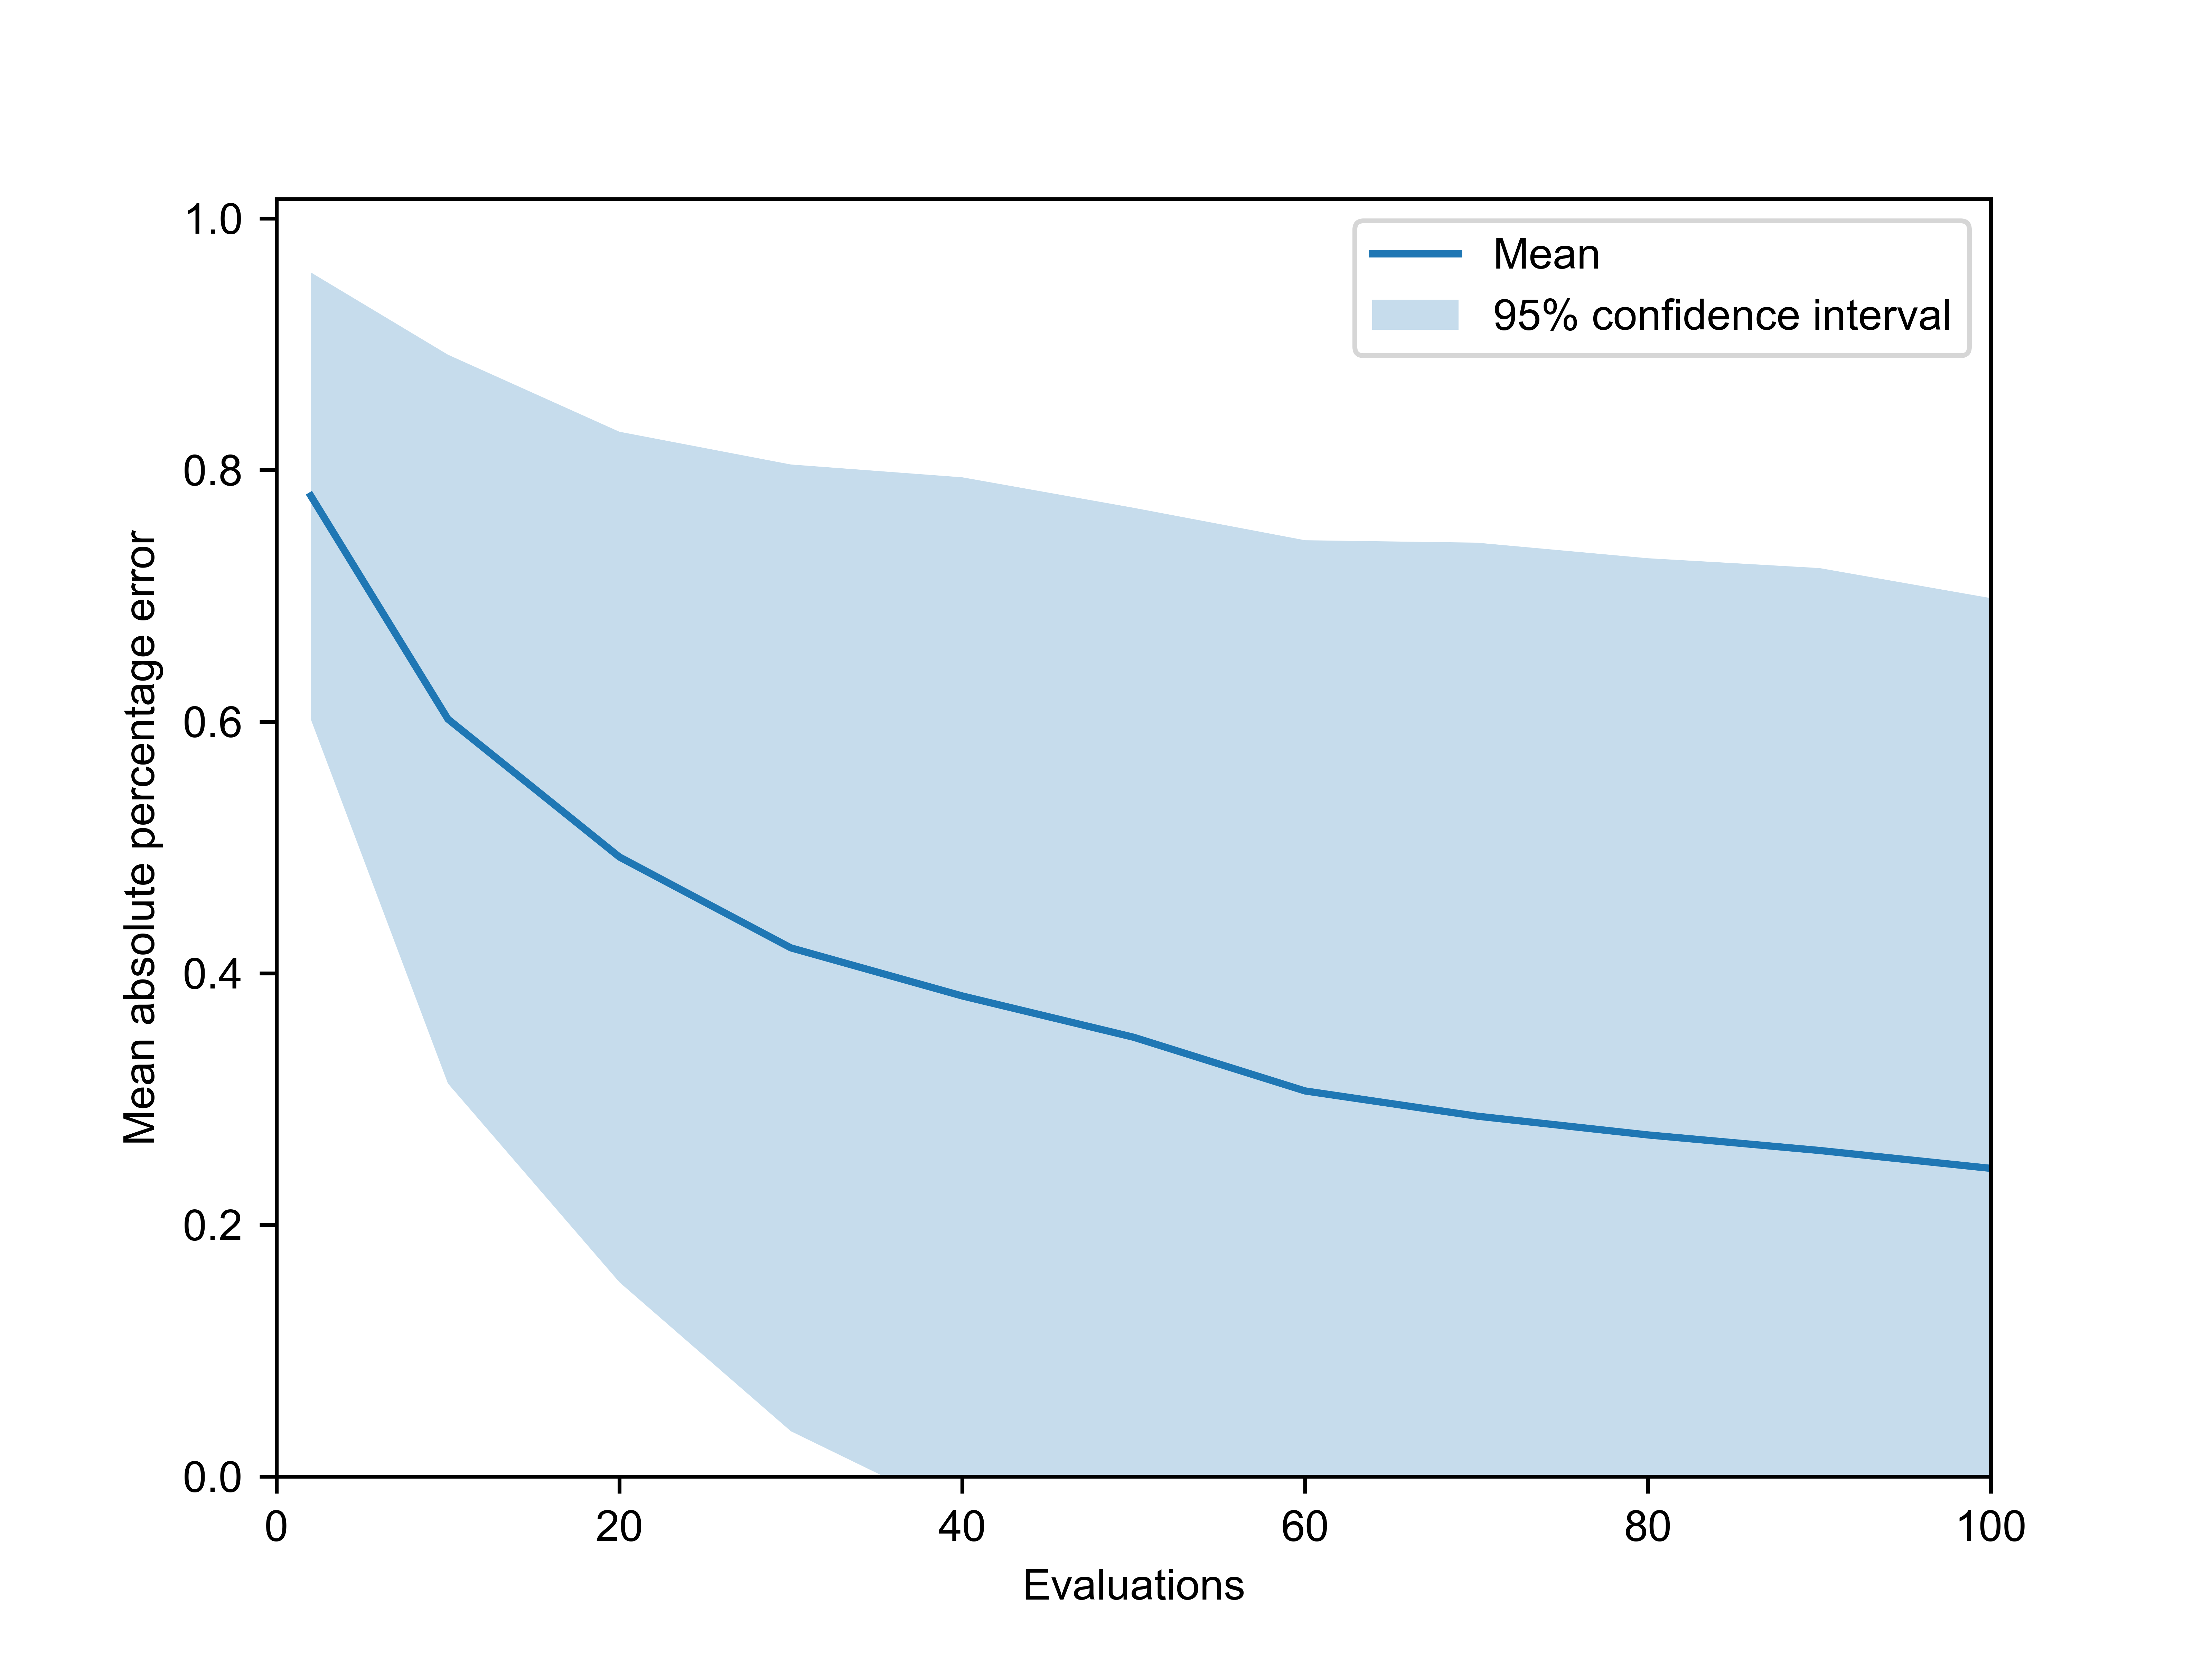 Mean
95% confidence interval
1.0
0.8
0.6
0.4
0.2
0.0
Mean absolute percentage error
0 20 40 60 80 100
Evaluations